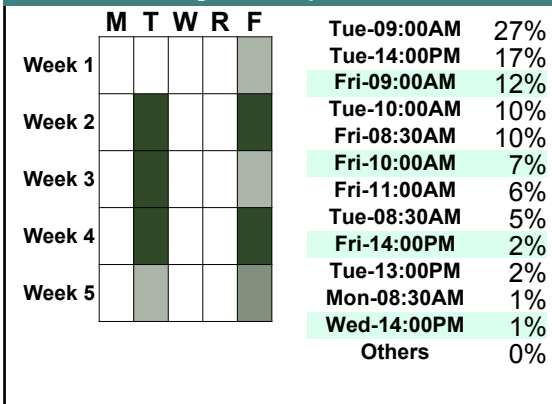 M T W R F
Week 1
Week 2
Week 3
Week 4
Week 5
Tue-09:00AM 27%
Tue-14:00PM 17%
Fri-09:00AM 12%
Tue-10:00AM 10%
Fri-08:30AM 10%
Fri-10:00AM 7%
Fri-11:00AM 6%
Tue-08:30AM 5%
Fri-14:00PM 2%
Tue-13:00PM 2%
Mon-08:30AM 1%
Wed-14:00PM 1%
Others 0%